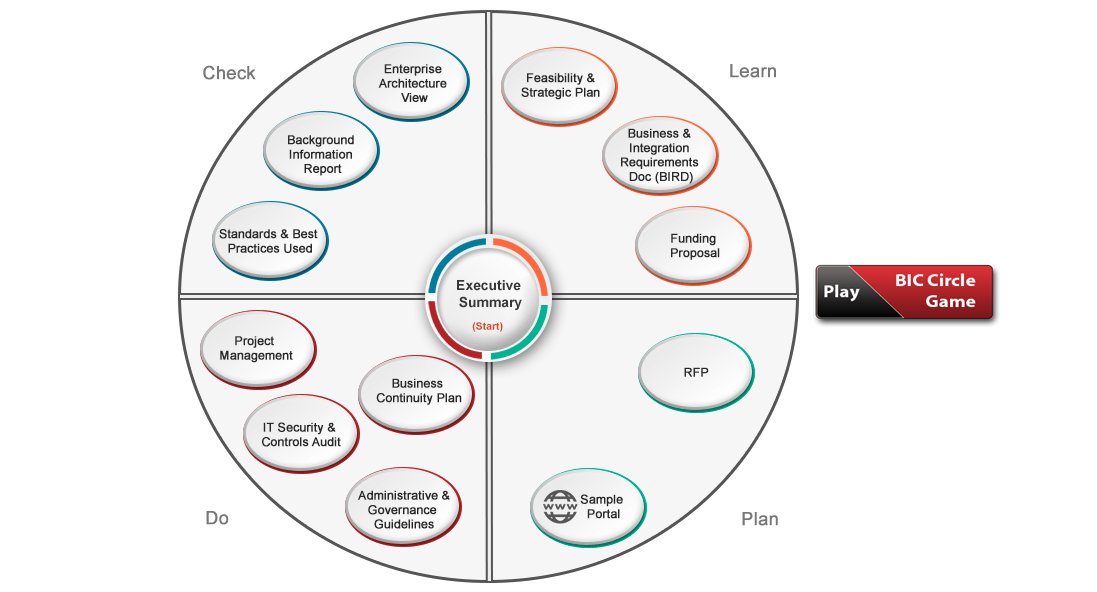 Check
Learn
Enterprise
Architecture
View
Background
Information
Report
Standards & Best
Practices Used
Feasibility &
Strategic Plan
Business &
Integration
Requirements
Doc (BIRD)
Funding
Proposal
Executive
Summary
(Start)
Play
BIC Circle
Game
Project
Management
Business
Continuity Plan
IT Security &
Controls Audit
Administrative &
Governance
Guidelines
RFP
www
Sample
Portal
Do
Plan